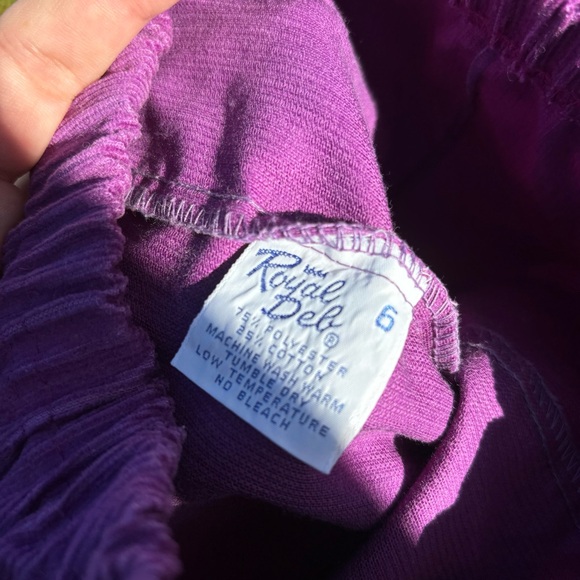 Royal
Deb®
6
75% POLYESTER
25% COTTON
MACHINE WASH WARM
TUMBLE DRY
LOW TEMPERATURE
NO BLEACH